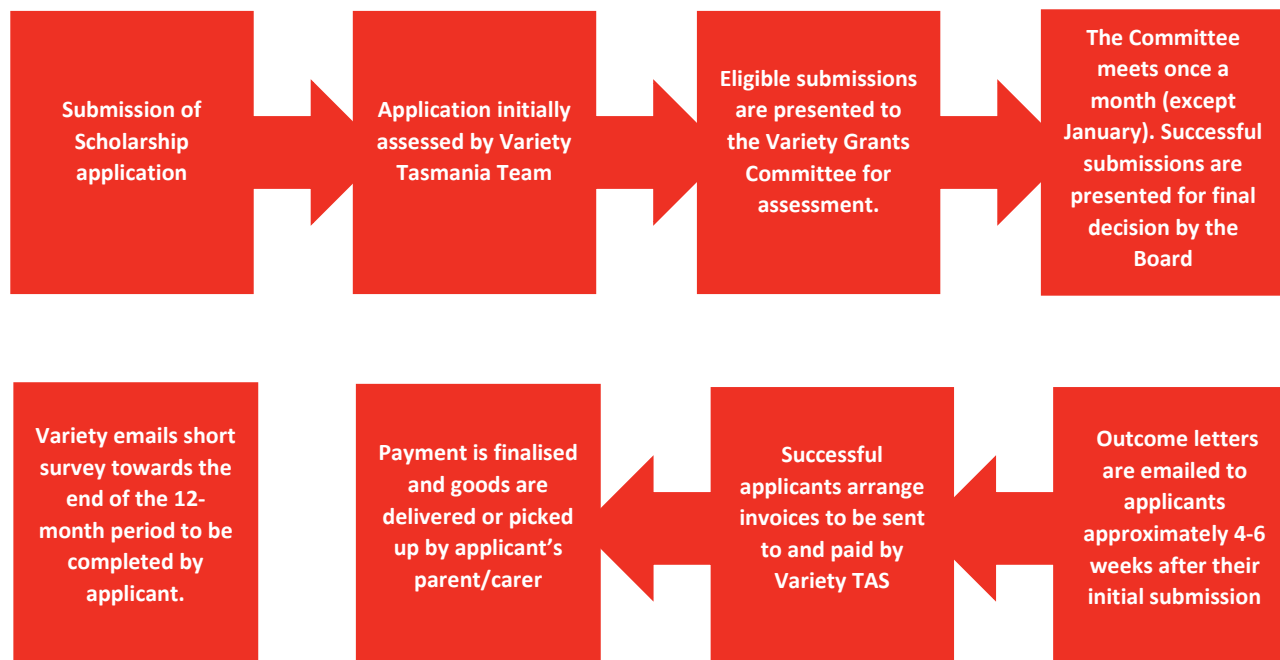 Submission of
Scholarship
application
Application initially
assessed by Variety
Tasmania Team
Eligible submissions
are presented to
the Variety Grants
Committee for
assessment.
The Committee
meets once a
month (except
January). Successful
submissions are
presented for final
decision by the
Board
Outcome letters
are emailed to
applicants
approximately 4-6
weeks after their
initial submission
Successful
applicants arrange
invoices to be sent
to and paid by
Variety TAS
Payment is finalised
and goods are
delivered or picked
up by applicant’s
parent/carer
Variety emails short
survey towards the
end of the 12-
month period to be
completed by
applicant.